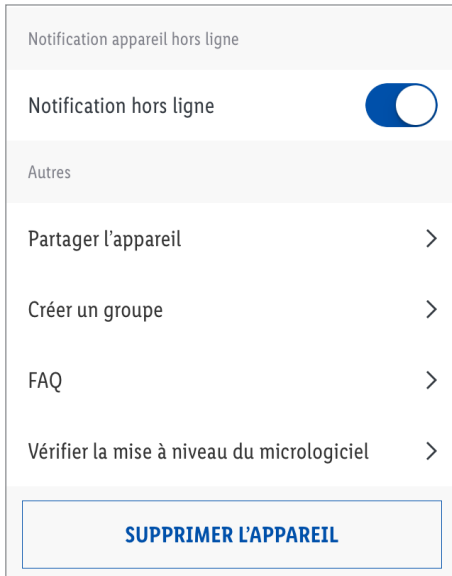 Notification appareil hors ligne
Notification hors ligne
Autres
Partager l’appareil
Créer un groupe
FAQ
Vérifier la mise à niveau du micrologiciel
SUPPRIMER L’APPAREIL